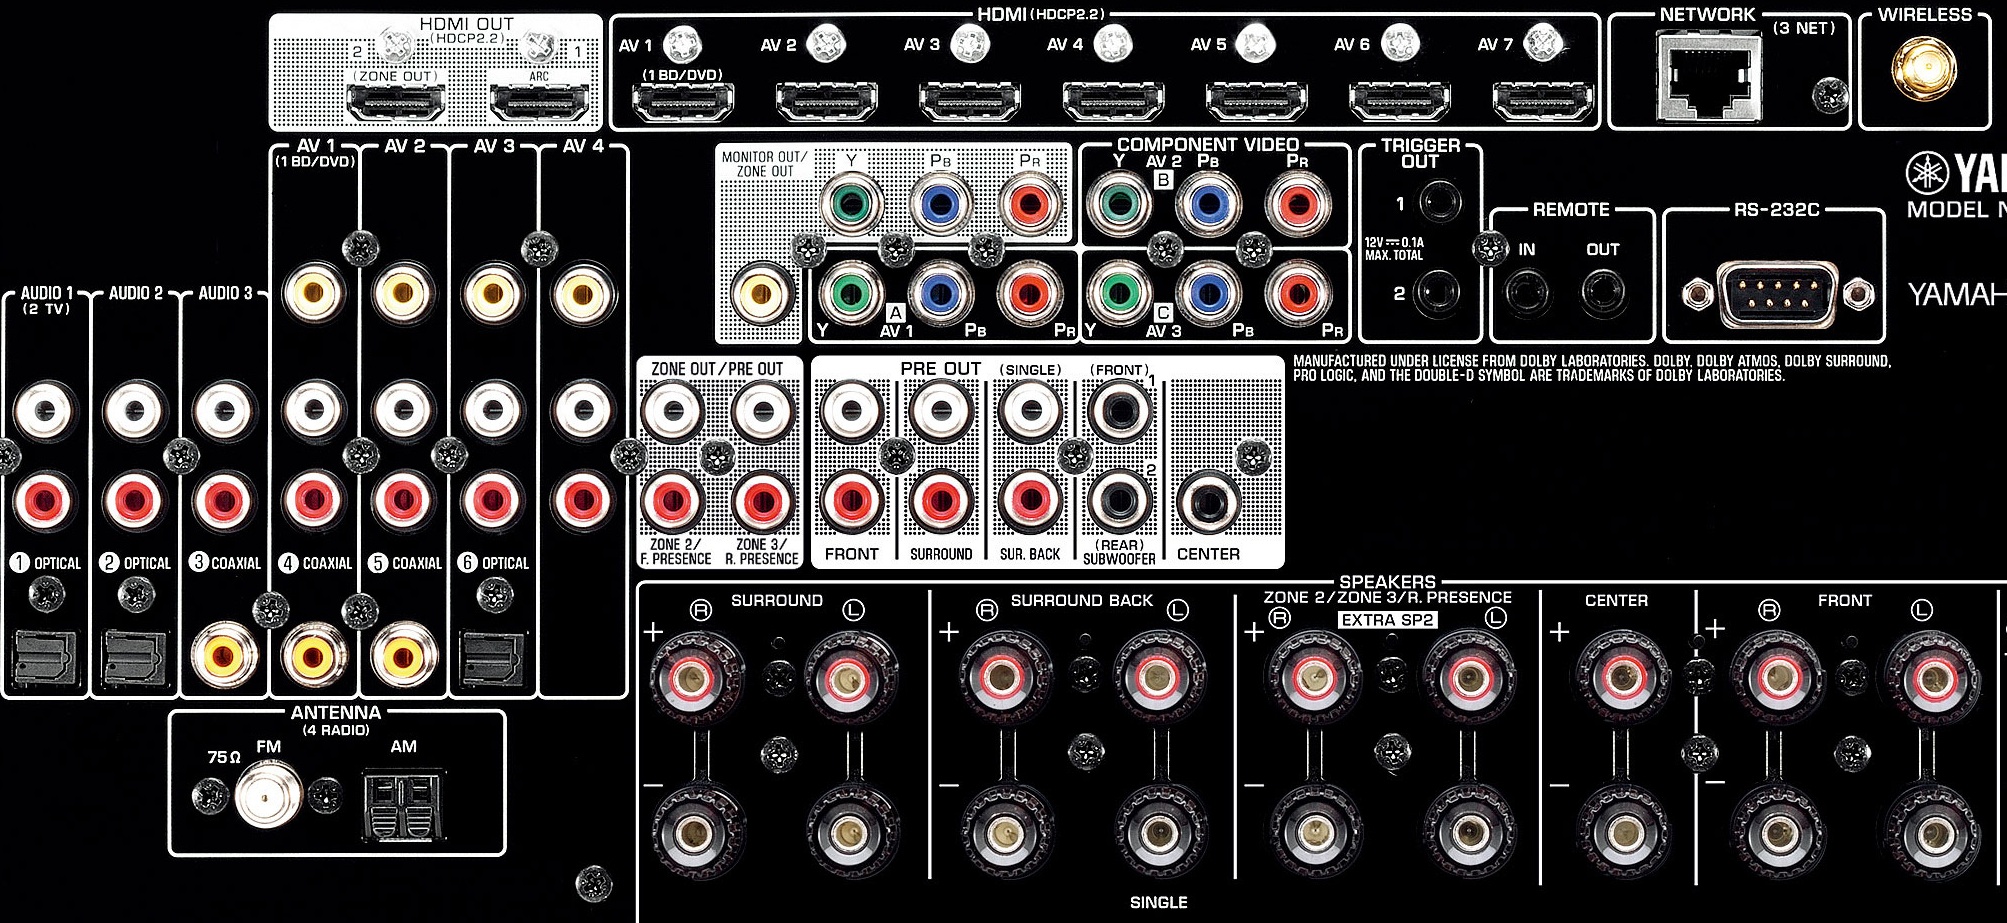 HDMI OUT
(HDCP2.2)
2
1
(ZONE OUT)
ARC
HDMI (HDCP2.2)
AV 1
AV 2
AV 3
AV 4
AV 5
AV 6
AV 7
(1 BD/DVD)
NETWORK
(3 NET)
WIRELESS
AV 1
(1 BD/DVD)
AV 2
AV 3
AV 4
MONITOR OUT/
ZONE OUT
Y
PB
PR
COMPONENT VIDEO
Y
AV 2
B
PB
PR
Y
A
AV 1
PB
PR
Y
C
AV 3
PB
PR
TRIGGER
OUT
1
12V 0.1A
MAX. TOTAL
2
REMOTE
IN
OUT
RS-232C
YAMAH
MODEL N
AUDIO 1
(2 TV)
AUDIO 2
AUDIO 3
MANUFACTURED UNDER LICENSE FROM DOLBY LABORATORIES. DOLBY, DOLBY ATMOS, DOLBY SURROUND,
PRO LOGIC, AND THE DOUBLE-D SYMBOL ARE TRADEMARKS OF DOLBY LABORATORIES.
ZONE OUT/PRE OUT
ZONE 2/
F. PRESENCE
ZONE 3/
R. PRESENCE
PRE OUT
(SINGLE)
(FRONT)
1
2
FRONT
SURROUND
SUR. BACK
(REAR)
SUBWOOFER
CENTER
1 OPTICAL
2 OPTICAL
3 COAXIAL
4 COAXIAL
5 COAXIAL
6 OPTICAL
ANTENNA
(4 RADIO)
75Ω
FM
AM
SPEAKERS
R
SURROUND
L
R
SURROUND BACK
L
ZONE 2/ZONE 3/R. PRESENCE
R
EXTRA SP2
L
CENTER
R
FRONT
L
+
+
+
+
+
−
−
−
−
−
SINGLE